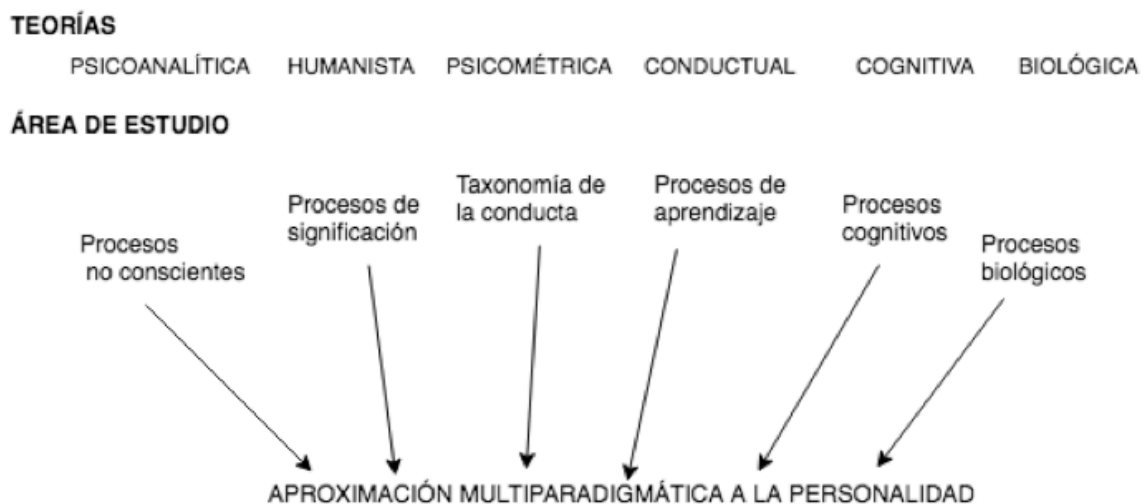 TEORÍAS
PSICOANALÍTICA HUMANISTA PSICOMÉTRICA CONDUCTUAL COGNITIVA BIOLÓGICA
ÁREA DE ESTUDIO
Procesos
no conscientes
Procesos de
significación
Taxonomía de
la conducta
Procesos de
aprendizaje
Procesos
cognitivos
Procesos
biológicos
APROXIMACIÓN MULTIPARADIGMÁTICA A LA PERSONALIDAD